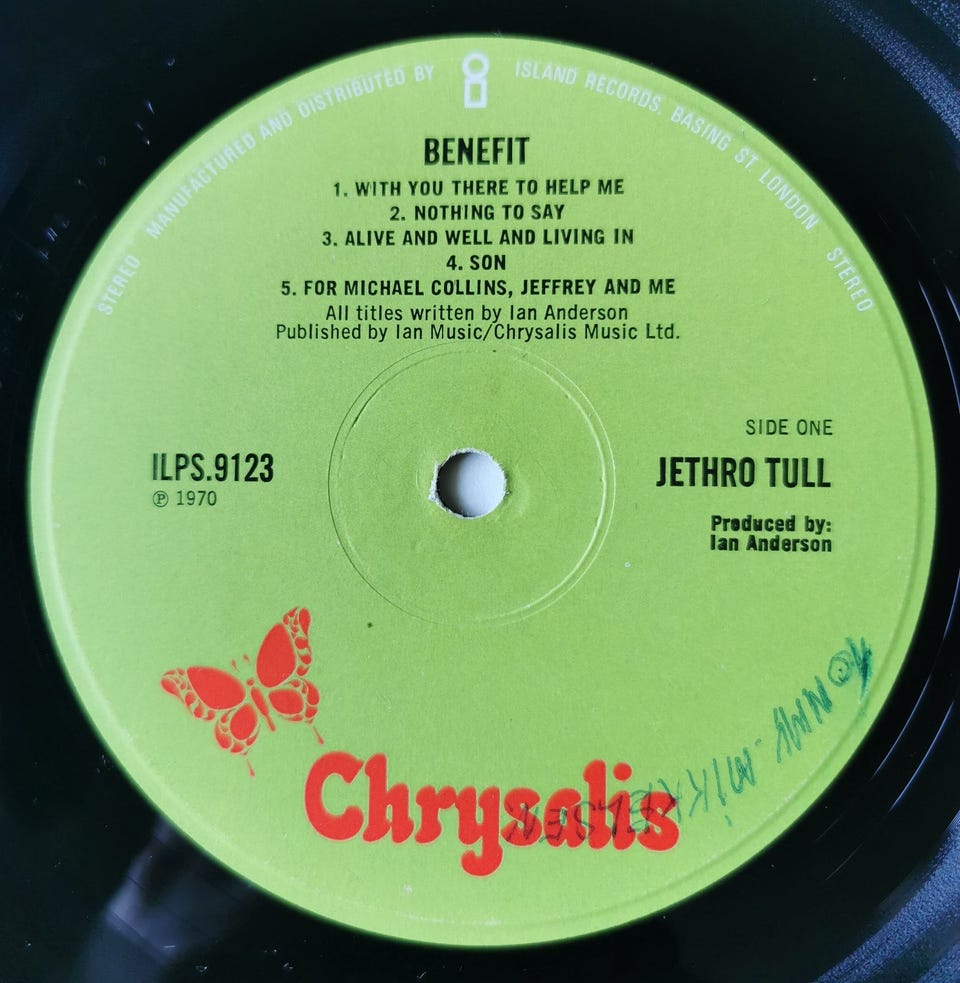 STEREO MANUFACTURED AND DISTRIBUTED BY ISLAND RECORDS. BASING ST. LONDON STEREO
BENEFIT
1. WITH YOU THERE TO HELP ME
2. NOTHING TO SAY
3. ALIVE AND WELL AND LIVING IN
4. SON
5. FOR MICHAEL COLLINS, JEFFREY AND ME
All titles written by Ian Anderson
Published by Ian Music/Chrysalis Music Ltd.
SIDE ONE
ILPS.9123
JETHRO TULL
℗ 1970
Produced by:
Ian Anderson
Chrysalis